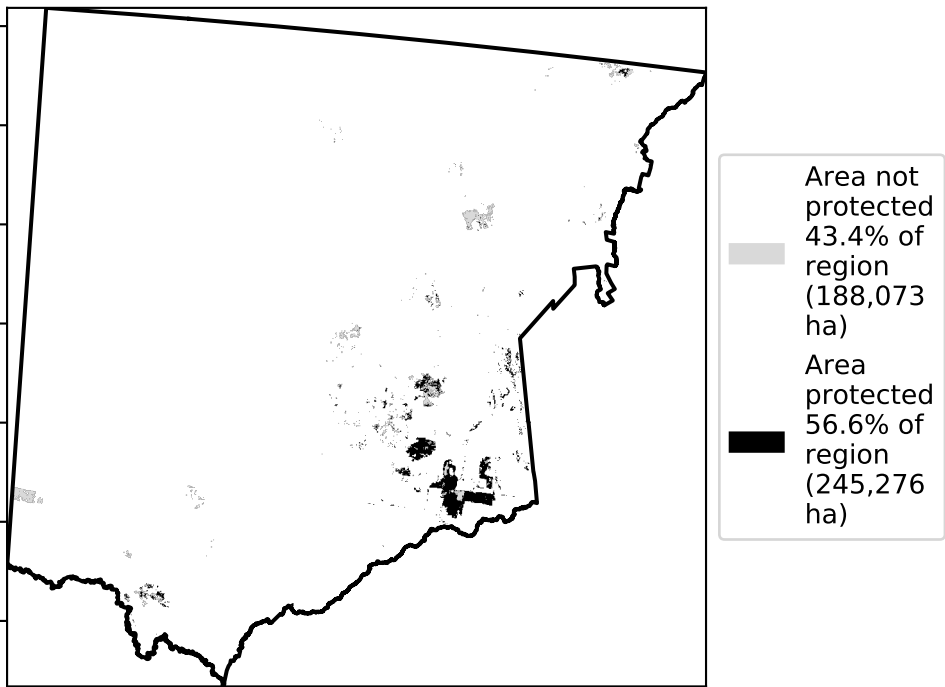 Area not
protected
43.4% of
region
(188,073
ha)
Area
protected
56.6% of
region
(245,276
ha)